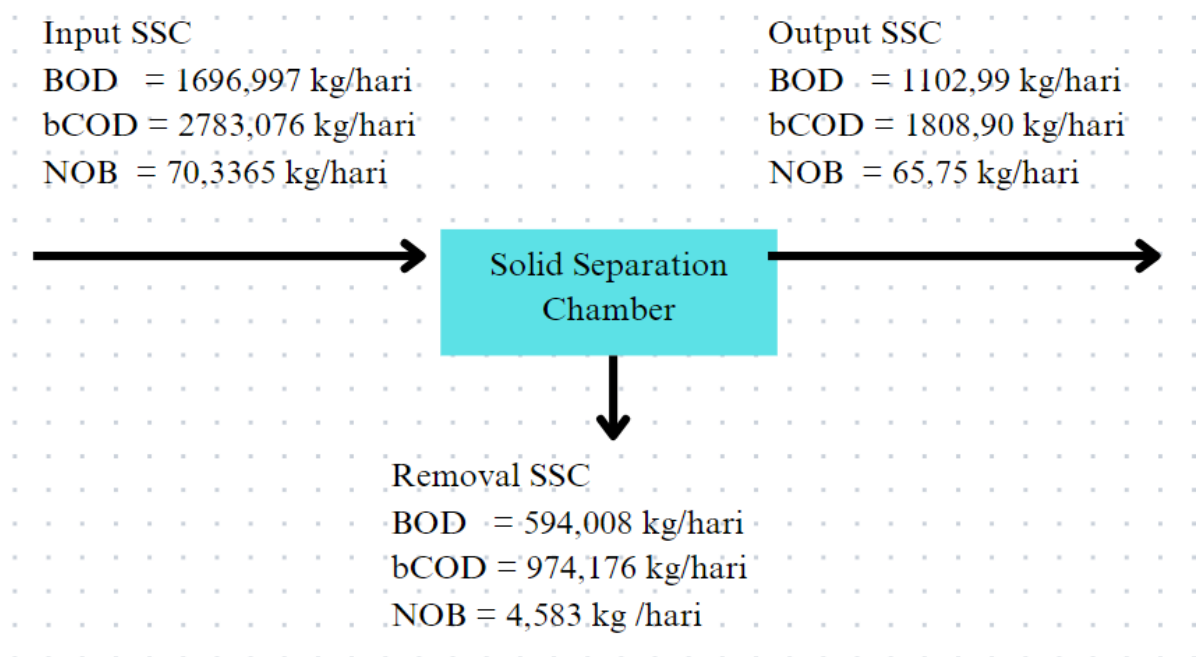 Input SSC
BOD = 1696,997 kg/hari
bCOD = 2783,076 kg/hari
NOB = 70,3365 kg/hari
Output SSC
BOD = 1102,99 kg/hari
bCOD = 1808,90 kg/hari
NOB = 65,75 kg/hari
Solid Separation
Chamber
Removal SSC
BOD = 594,008 kg/hari
bCOD = 974,176 kg/hari
NOB = 4,583 kg /hari